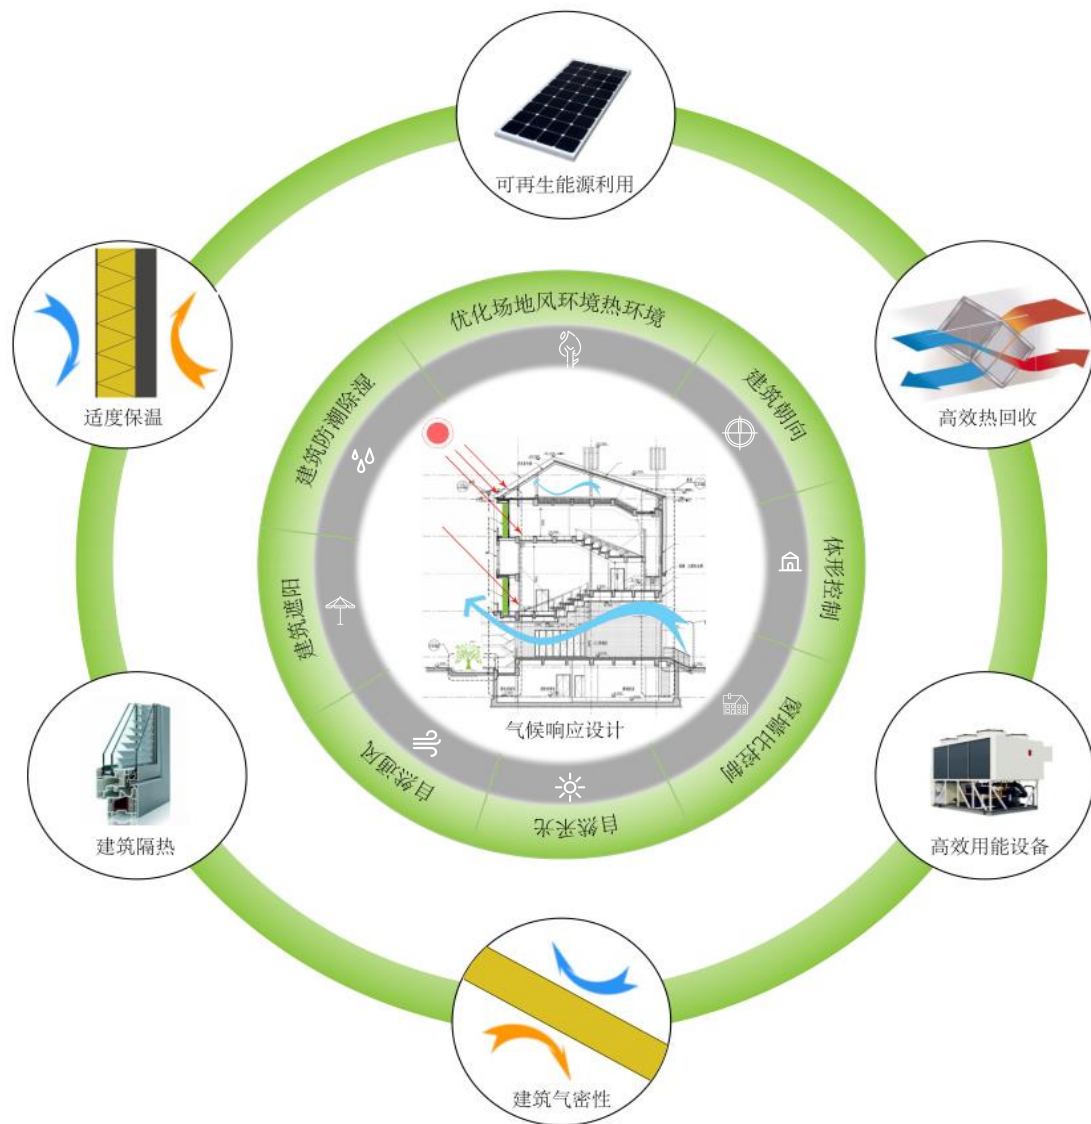 可再生能源利用
高效热回收
高效用能设备
建筑气密性
建筑隔热
适度保温
优化场地风环境热环境
建筑朝向
体形控制
窗墙比控制
自然采光
自然通风
建筑遮阳
建筑防潮除湿
气候响应设计